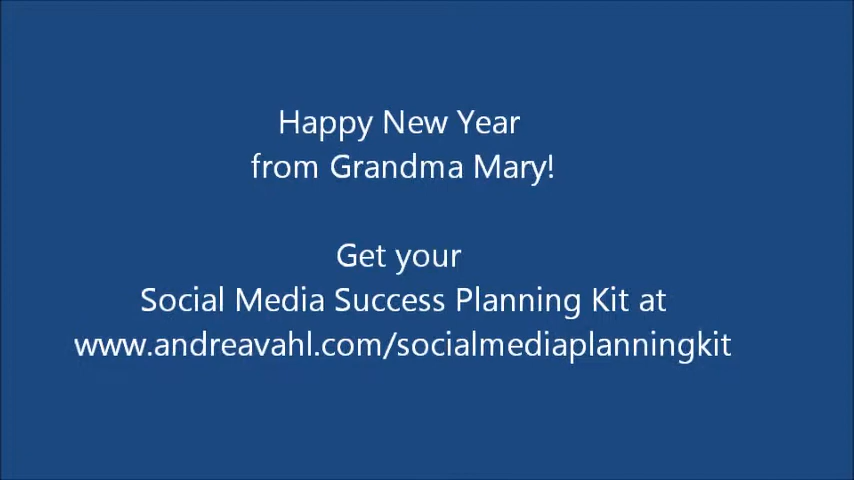 Happy New Year
from Grandma Mary!
Get your
Social Media Success Planning Kit at
www.andreavahl.com/socialmediaplanningkit